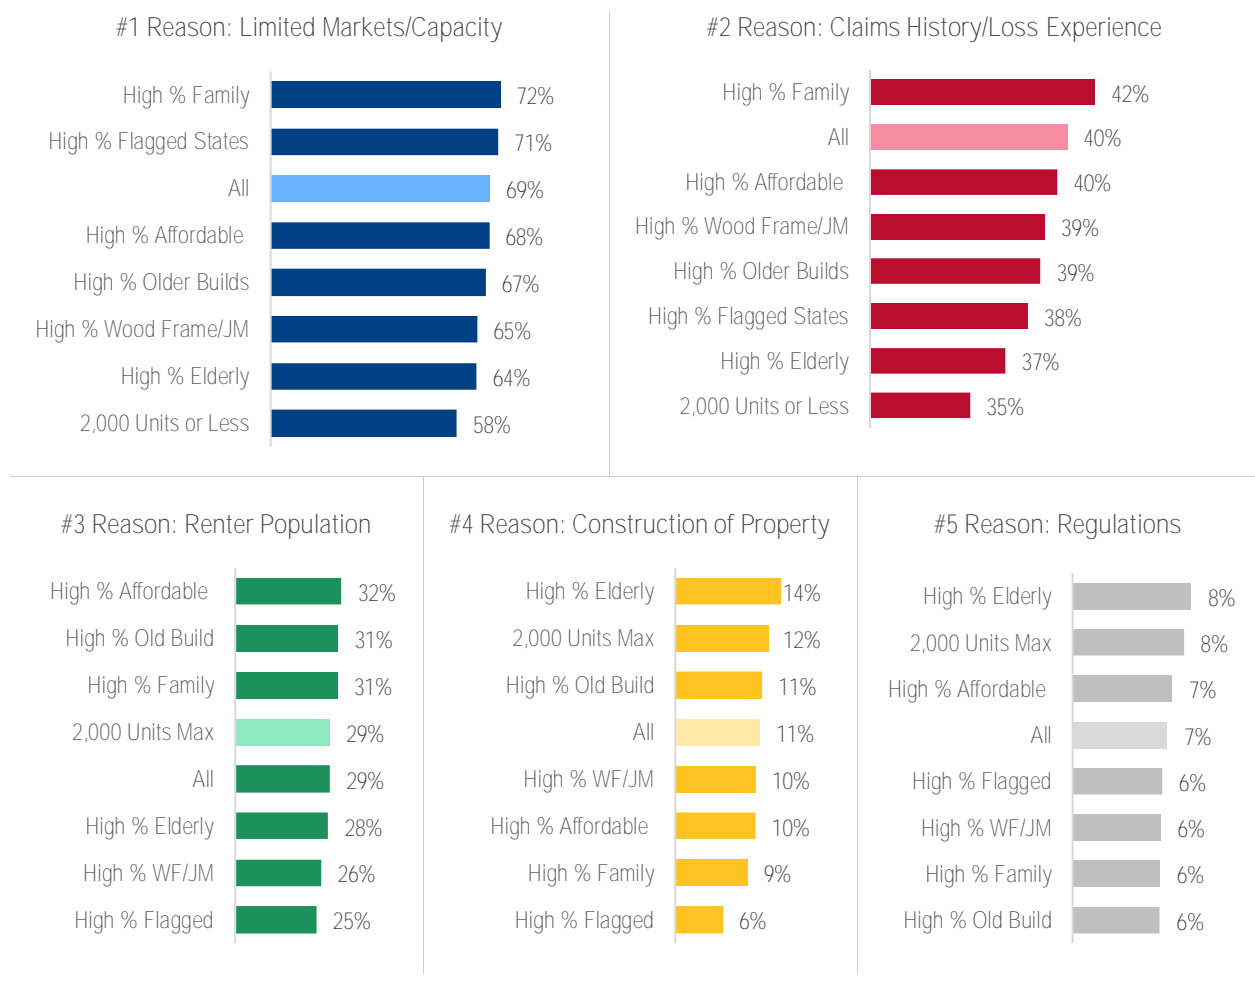 #1 Reason: Limited Markets/Capacity
High % Family 72%
High % Flagged States 71%
All 69%
High % Affordable 68%
High % Older Builds 67%
High % Wood Frame/JM 65%
High % Elderly 64%
2,000 Units or Less 58%
#2 Reason: Claims History/Loss Experience
High % Family 42%
All 40%
High % Affordable 40%
High % Wood Frame/JM 39%
High % Older Builds 39%
High % Flagged States 38%
High % Elderly 37%
2,000 Units or Less 35%
#3 Reason: Renter Population
High % Affordable 32%
High % Old Build 31%
High % Family 31%
2,000 Units Max 29%
All 29%
High % Elderly 28%
High % WF/JM 26%
High % Flagged 25%
#4 Reason: Construction of Property
High % Elderly 14%
2,000 Units Max 12%
High % Old Build 11%
All 11%
High % WF/JM 10%
High % Affordable 10%
High % Family 9%
High % Flagged 6%
#5 Reason: Regulations
High % Elderly 8%
2,000 Units Max 8%
High % Affordable 7%
All 7%
High % Flagged 6%
High % WF/JM 6%
High % Family 6%
High % Old Build 6%